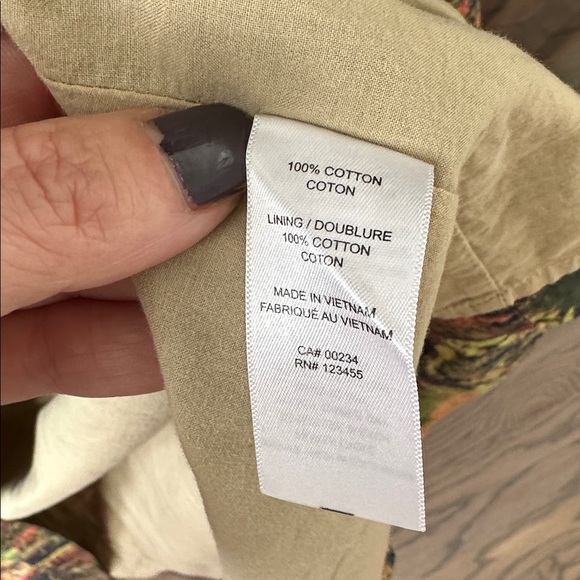 100% COTTON
COTON
LINING / DOUBLURE
100% COTTON
COTON
MADE IN VIETNAM
FABRIQUÉ AU VIETNAM
CA# 00234
RN# 123455